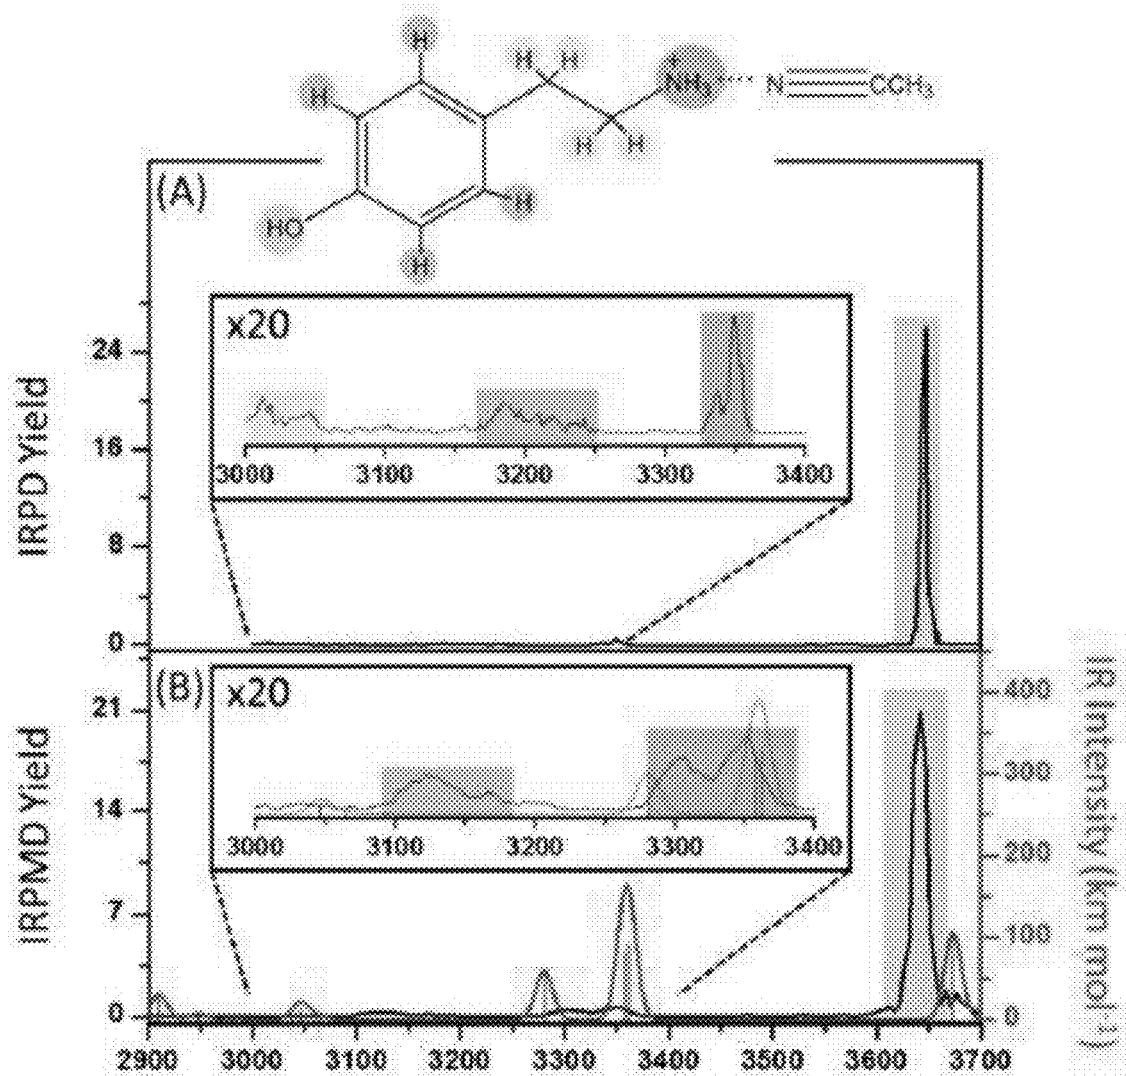 H
H H
NH3 + N CCH3
H
H H
HO
H
H
(A)
x20
24
16
8
0
3000 3100 3200 3300 3400
IRPD Yield
(B)
x20
21
14
7
0
3000 3100 3200 3300 3400
IRPMD Yield
400
300
200
100
0
IR Intensity (km mol⁻¹)
2900 3000 3100 3200 3300 3400 3500 3600 3700